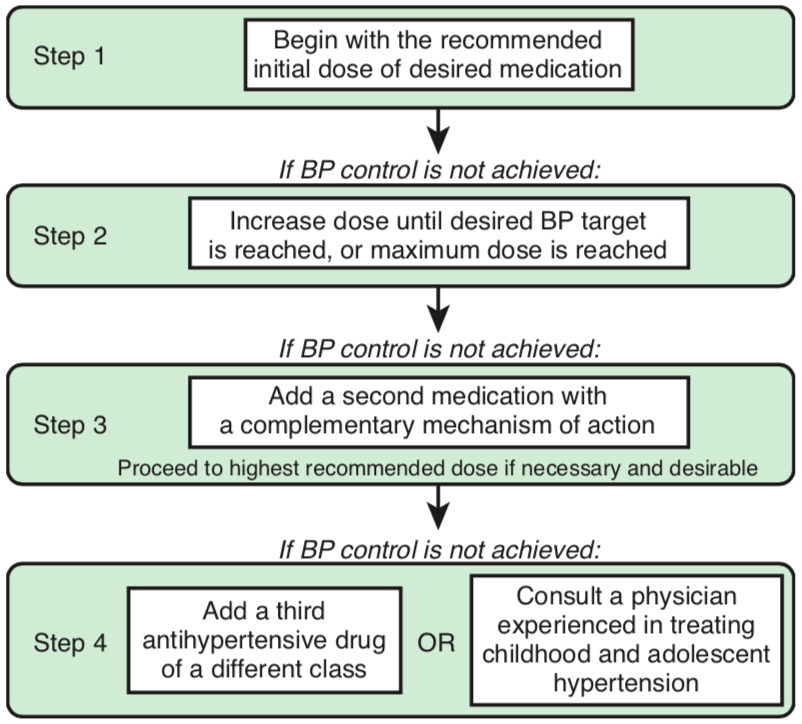 Step 1
Begin with the recommended
initial dose of desired medication
If BP control is not achieved:
Step 2
Increase dose until desired BP target
is reached, or maximum dose is reached
If BP control is not achieved:
Step 3
Add a second medication with
a complementary mechanism of action
Proceed to highest recommended dose if necessary and desirable
If BP control is not achieved:
Step 4
Add a third
antihypertensive drug
of a different class
OR
Consult a physician
experienced in treating
childhood and adolescent
hypertension